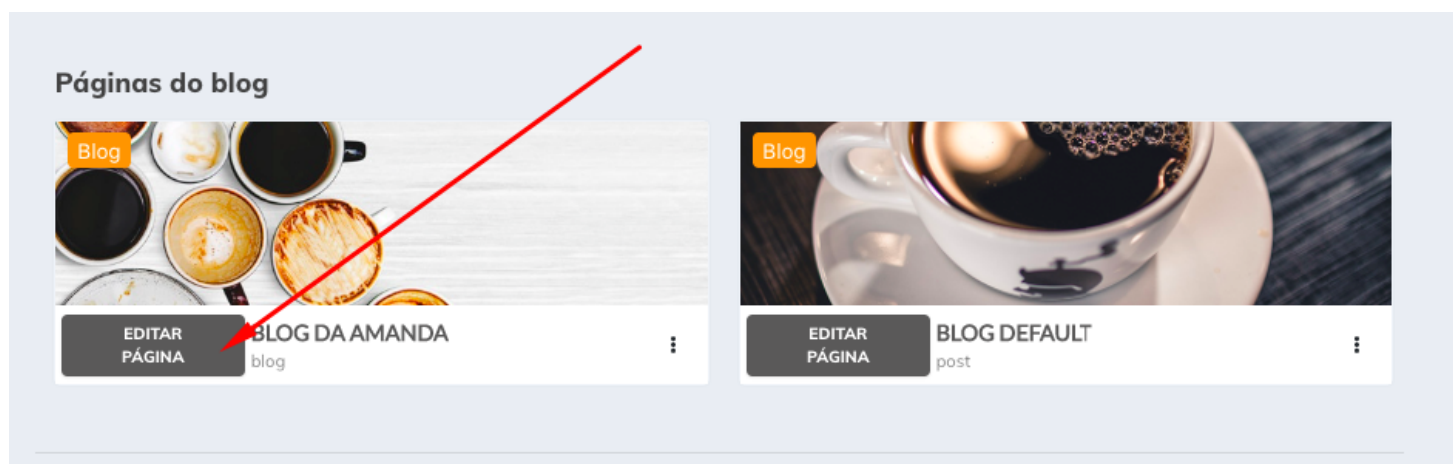 Páginas do blog
Blog
EDITAR
PÁGINA
BLOG DA AMANDA
blog
Blog
EDITAR
PÁGINA
BLOG DEFAULT
post